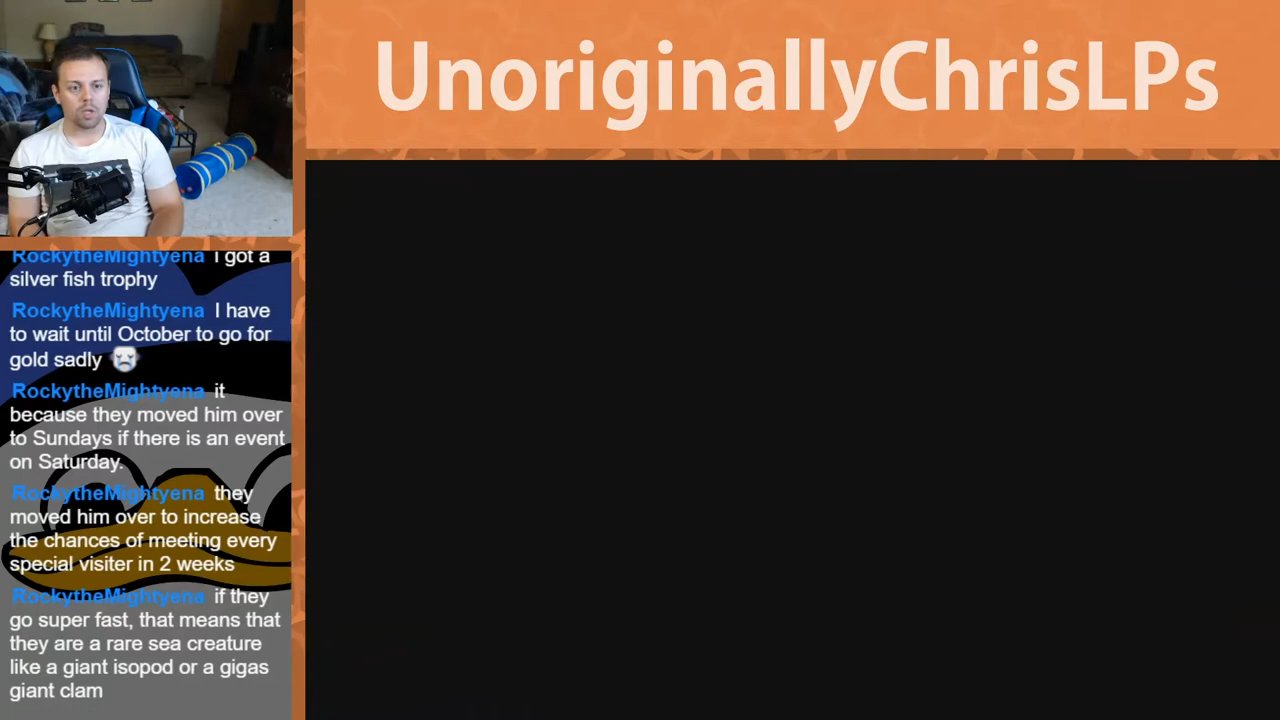 UnoriginallyChrisLPs
RockytheMightyena I got a
silver fish trophy
RockytheMightyena I have
to wait until October to go for
gold sadly
RockytheMightyena it
because they moved him over
to Sundays if there is an event
on Saturday.
RockytheMightyena they
moved him over to increase
the chances of meeting every
special visiter in 2 weeks
RockytheMightyena if they
go super fast, that means that
they are a rare sea creature
like a giant isopod or a gigas
giant clam